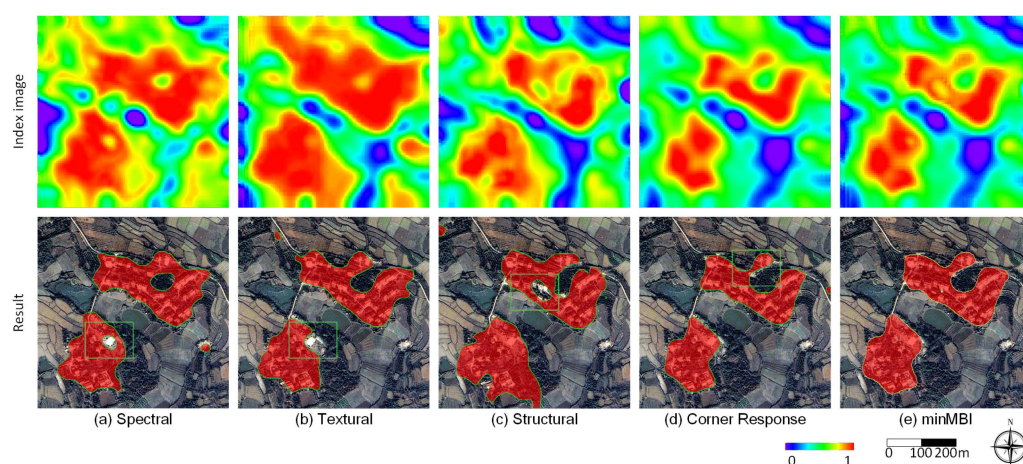 Index image
Result
(a) Spectral
(b) Textural
(c) Structural
(d) Corner Response
(e) minMBI
0 1
0 100 200m
N